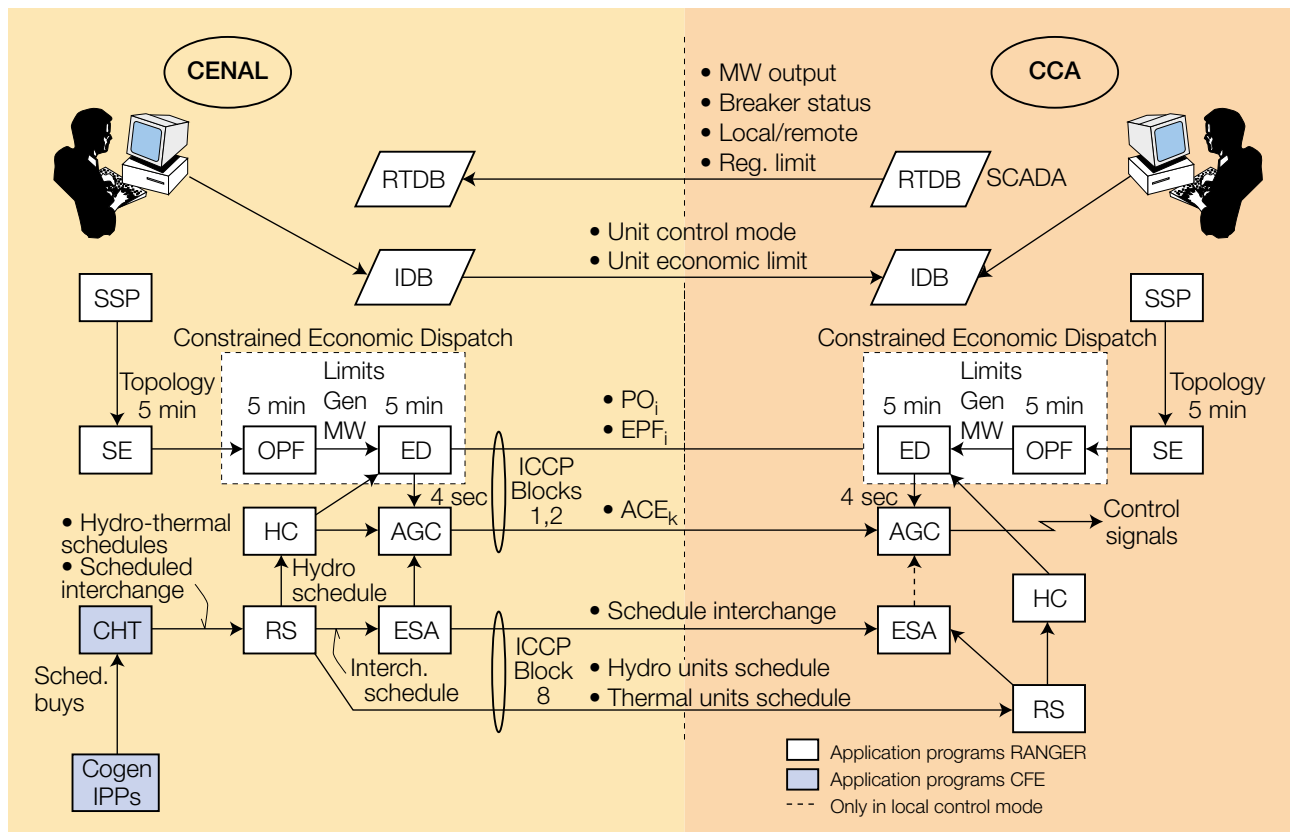 CENAL
CCA
• MW output
• Breaker status
• Local/remote
• Reg. limit
RTDB
RTDB
SCADA
• Unit control mode
• Unit economic limit
IDB
IDB
SSP
SSP
Constrained Economic Dispatch
Constrained Economic Dispatch
Topology
5 min
Limits
Gen
MW
5 min
5 min
SE
OPF
ED
• PO_i
• EPF_i
Limits
Gen
MW
5 min
5 min
ED
OPF
SE
Topology
5 min
ICCP
Blocks
1,2
4 sec
4 sec
• Hydro-thermal
schedules
• Scheduled
interchange
HC
AGC
• ACE_k
AGC
Control
signals
Hydro
schedule
HC
CHT
RS
ESA
• Schedule interchange
ESA
Sched.
buys
Interch.
schedule
ICCP
Block
8
• Hydro units schedule
• Thermal units schedule
RS
Cogen
IPPs
Application programs RANGER
Application programs CFE
Only in local control mode